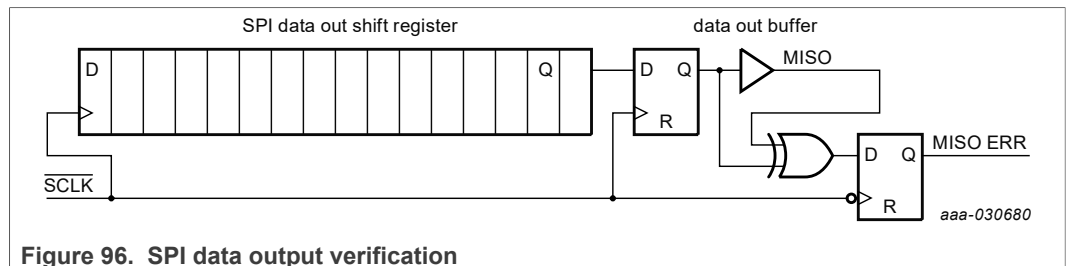 SPI data out shift register
data out buffer
D
Q
D
Q
R
MISO
SCLK
D
Q
R
MISO ERR
aaa-030680
Figure 96. SPI data output verification